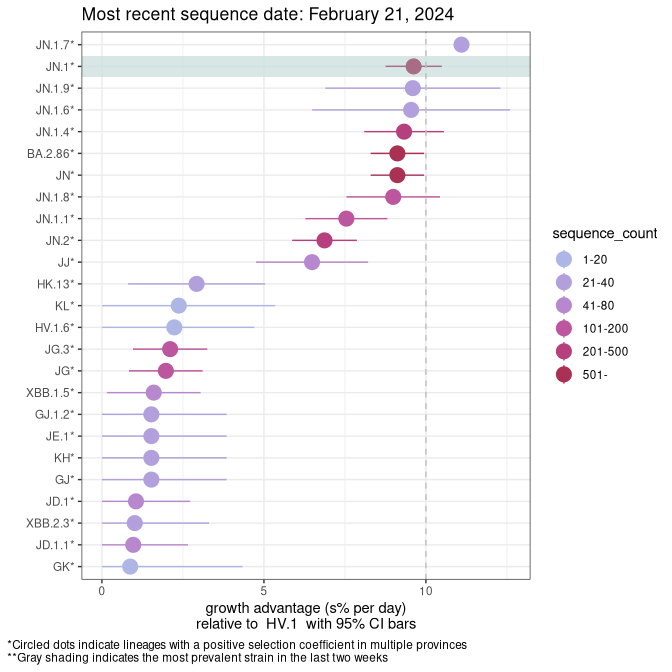 Most recent sequence date: February 21, 2024
JN.1.7*
JN.1*
JN.1.9*
JN.1.6*
JN.1.4*
BA.2.86*
JN*
JN.1.8*
JN.1.1*
JN.2*
JJ*
HK.13*
KL*
HV.1.6*
JG.3*
JG*
XBB.1.5*
GJ.1.2*
JE.1*
KH*
GJ*
JD.1*
XBB.2.3*
JD.1.1*
GK*
0 5 10
growth advantage (s% per day)
relative to HV.1 with 95% CI bars
sequence_count
1-20
21-40
41-80
101-200
201-500
501-
*Circled dots indicate lineages with a positive selection coefficient in multiple provinces
**Gray shading indicates the most prevalent strain in the last two weeks